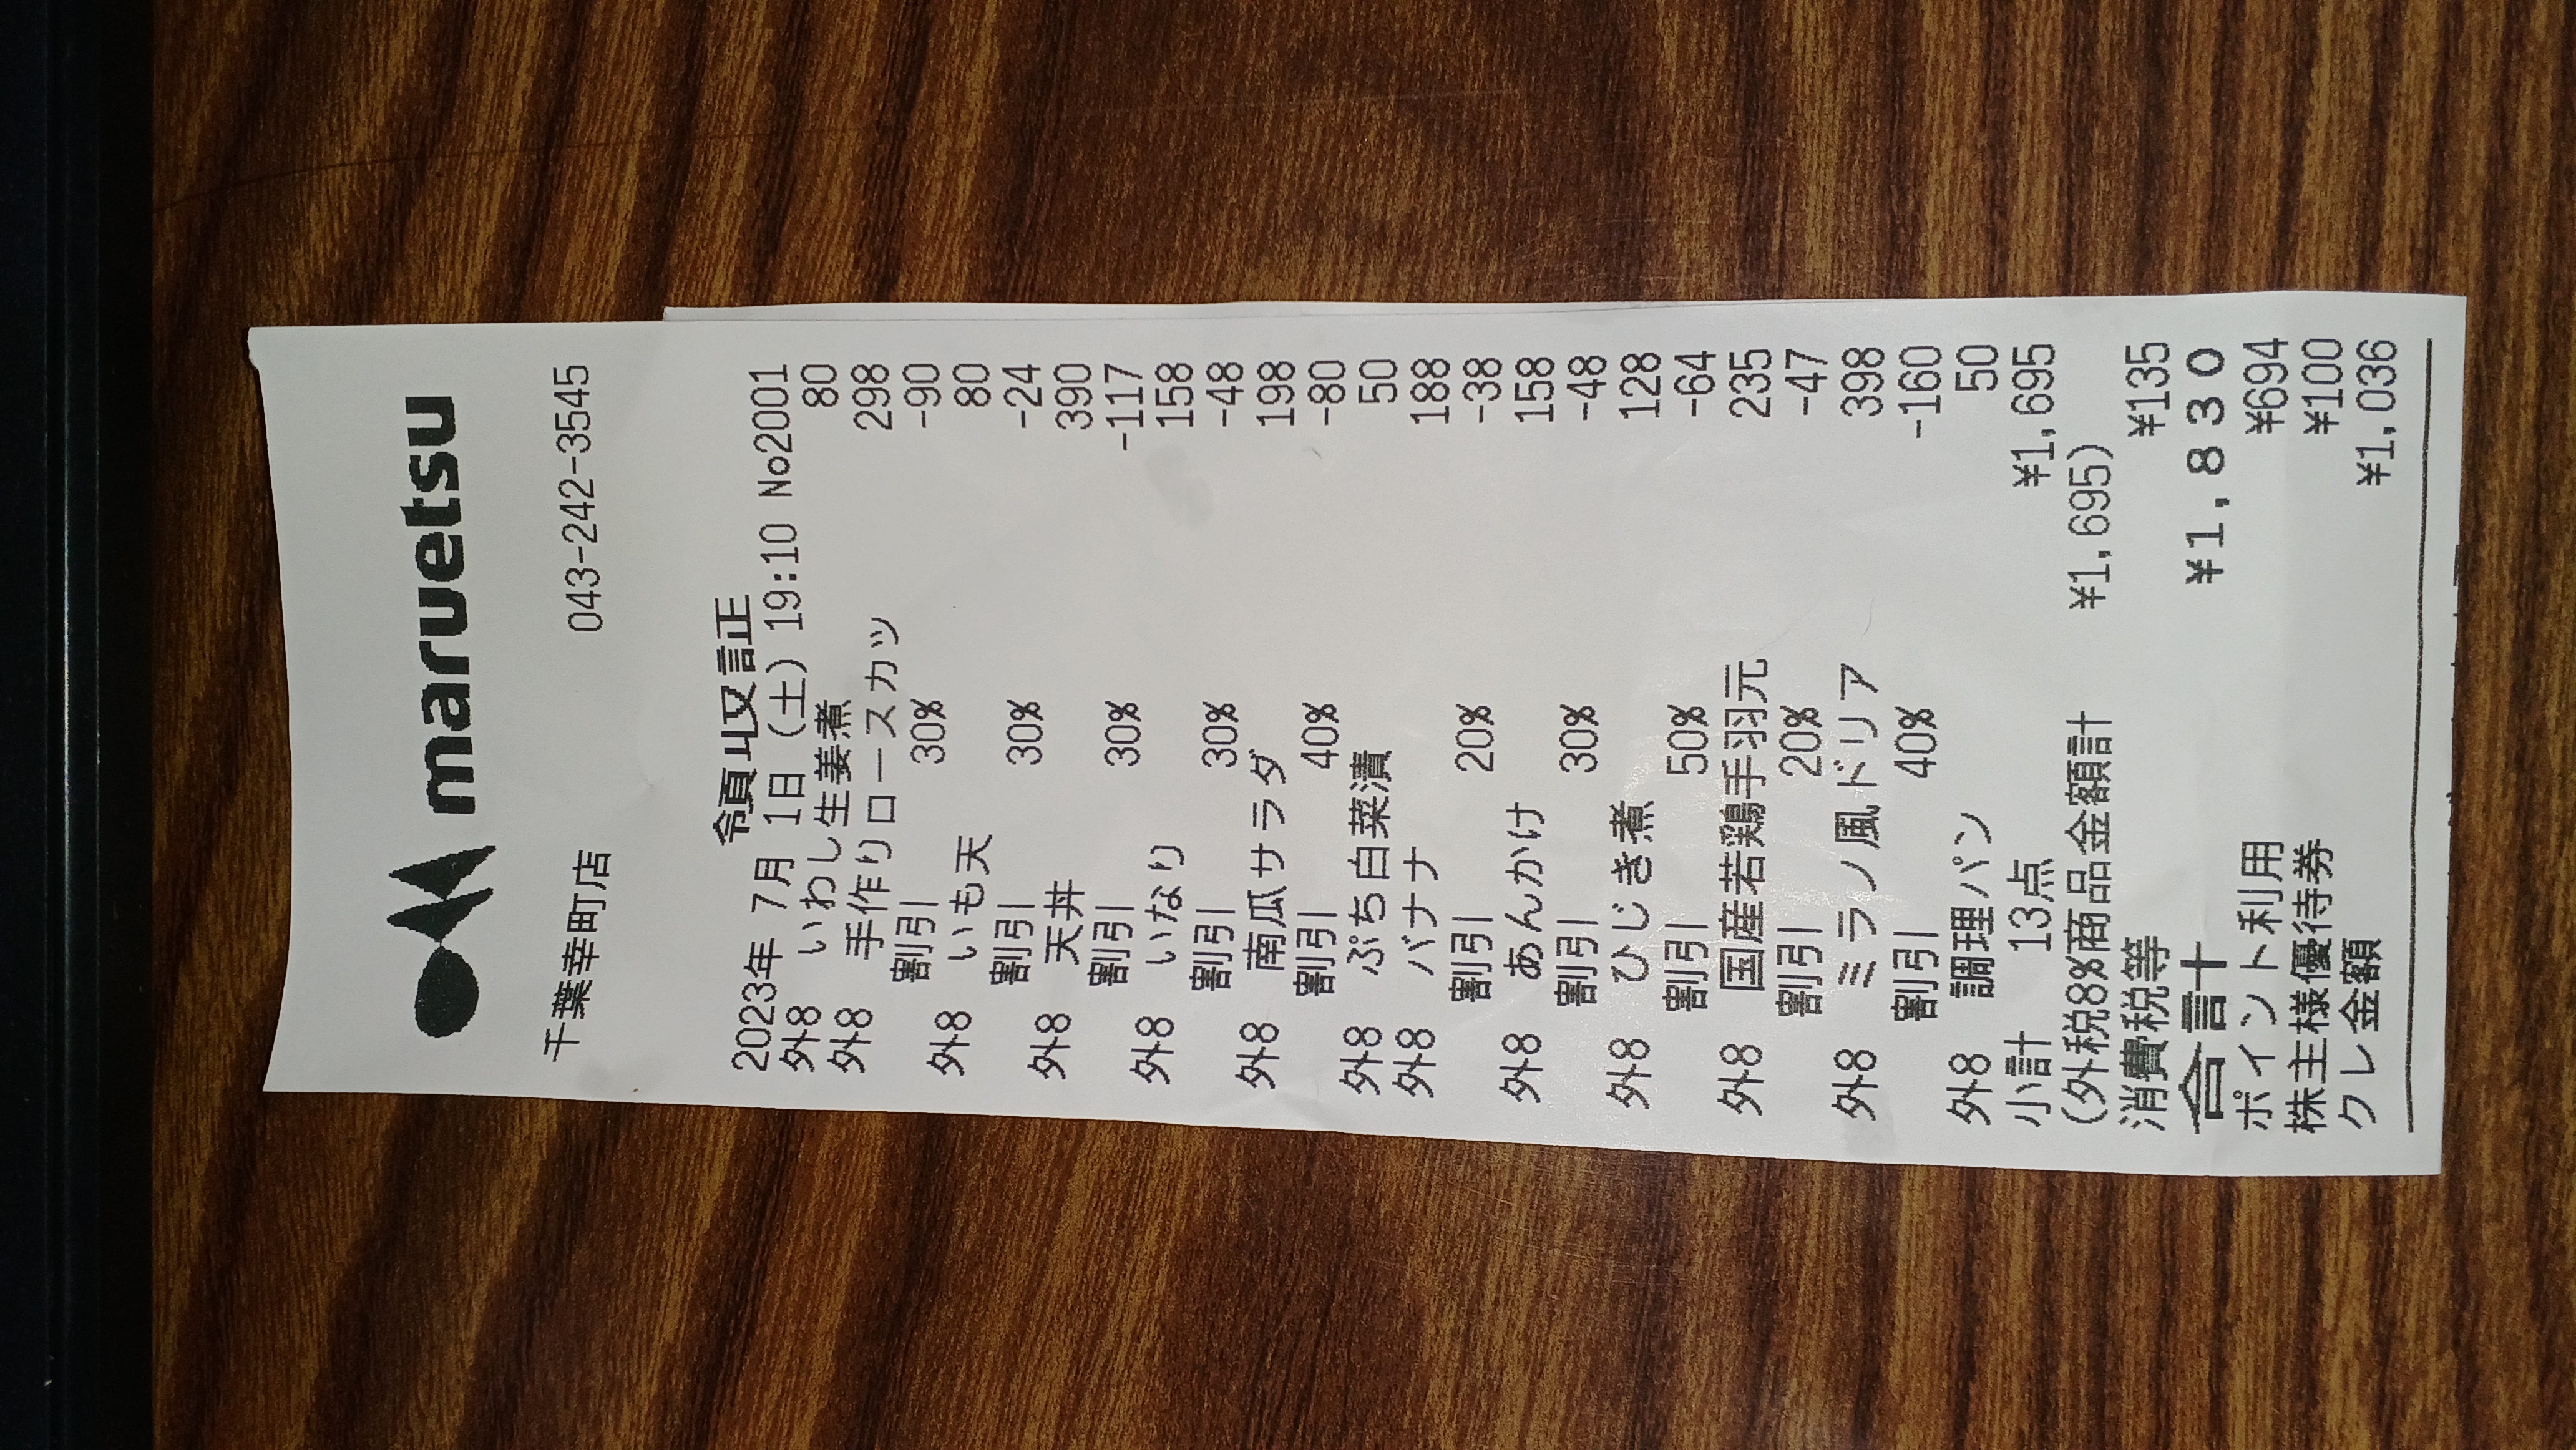 maruetsu
千葉幸町店 043-242-3545
領収証
2023年 7月 1日 (土) 19:10 No2001
外8 いわし生姜煮 80
外8 手作りロースカツ 298
割引 30% -90
外8 いも天 80
割引 30% -24
外8 天丼 390
割引 30% -117
外8 いなり 158
割引 30% -48
外8 南瓜サラダ 198
割引 40% -80
外8 ぷち白菜漬 50
外8 バナナ 188
割引 20% -38
外8 あんかけ 158
割引 30% -48
外8 ひじき煮 128
割引 50% -64
外8 国産若鶏手羽元 235
割引 20% -47
外8 ミラノ風ドリア 398
割引 40% -160
外8 調理パン 50
小計 13点 ¥1,695
(外税8%商品金額計 ¥1,695)
消費税等 ¥135
合計 ¥1,830
ポイント利用 ¥694
株主様優待券 ¥100
クレ金額 ¥1,036